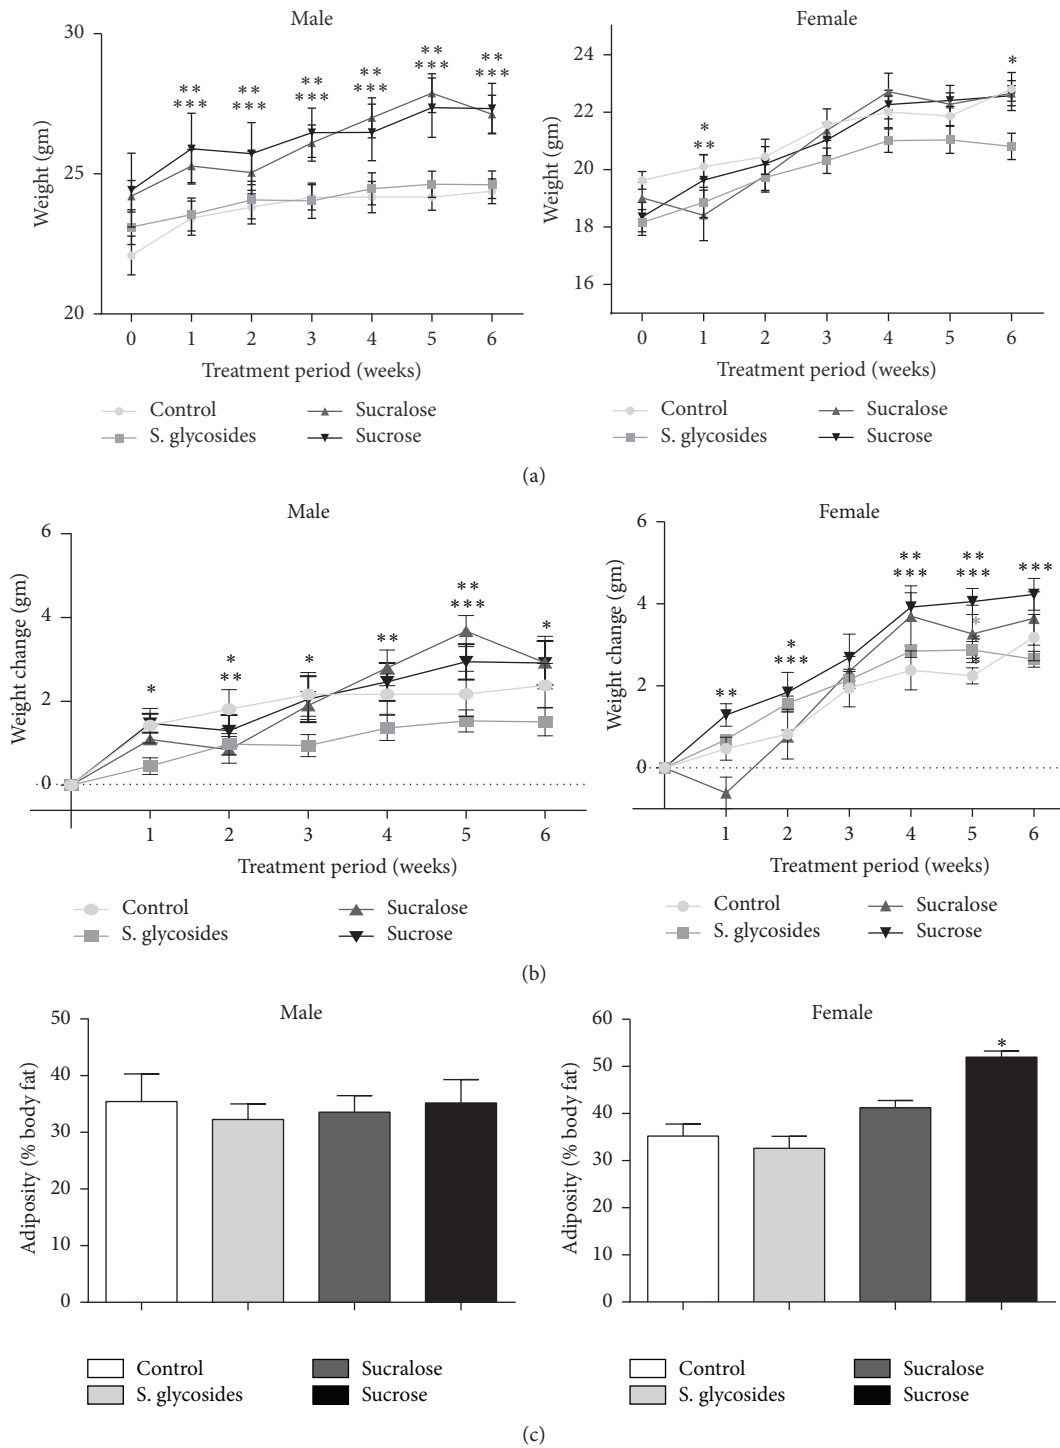 Male
30
25
20
Weight (gm)
** ** ** ** ** **
*** *** *** *** *** ***
0 1 2 3 4 5 6
Treatment period (weeks)
Control Sucralose
S. glycosides Sucrose
Female
24
22
20
18
16
Weight (gm)
* *
**
0 1 2 3 4 5 6
Treatment period (weeks)
Control Sucralose
S. glycosides Sucrose
(a)
Male
6
4
2
0
Weight change (gm)
* * ** * ** ** *** *
1 2 3 4 5 6
Treatment period (weeks)
Control Sucralose
S. glycosides Sucrose
Female
6
4
2
0
Weight change (gm)
** * *** ** *** ** *** ***
* * *
1 2 3 4 5 6
Treatment period (weeks)
Control Sucralose
S. glycosides Sucrose
(b)
Male
50
40
30
20
10
0
Adiposity (% body fat)
Control Sucralose
S. glycosides Sucrose
Female
60
50
40
30
20
10
0
Adiposity (% body fat)
*
Control Sucralose
S. glycosides Sucrose
(c)